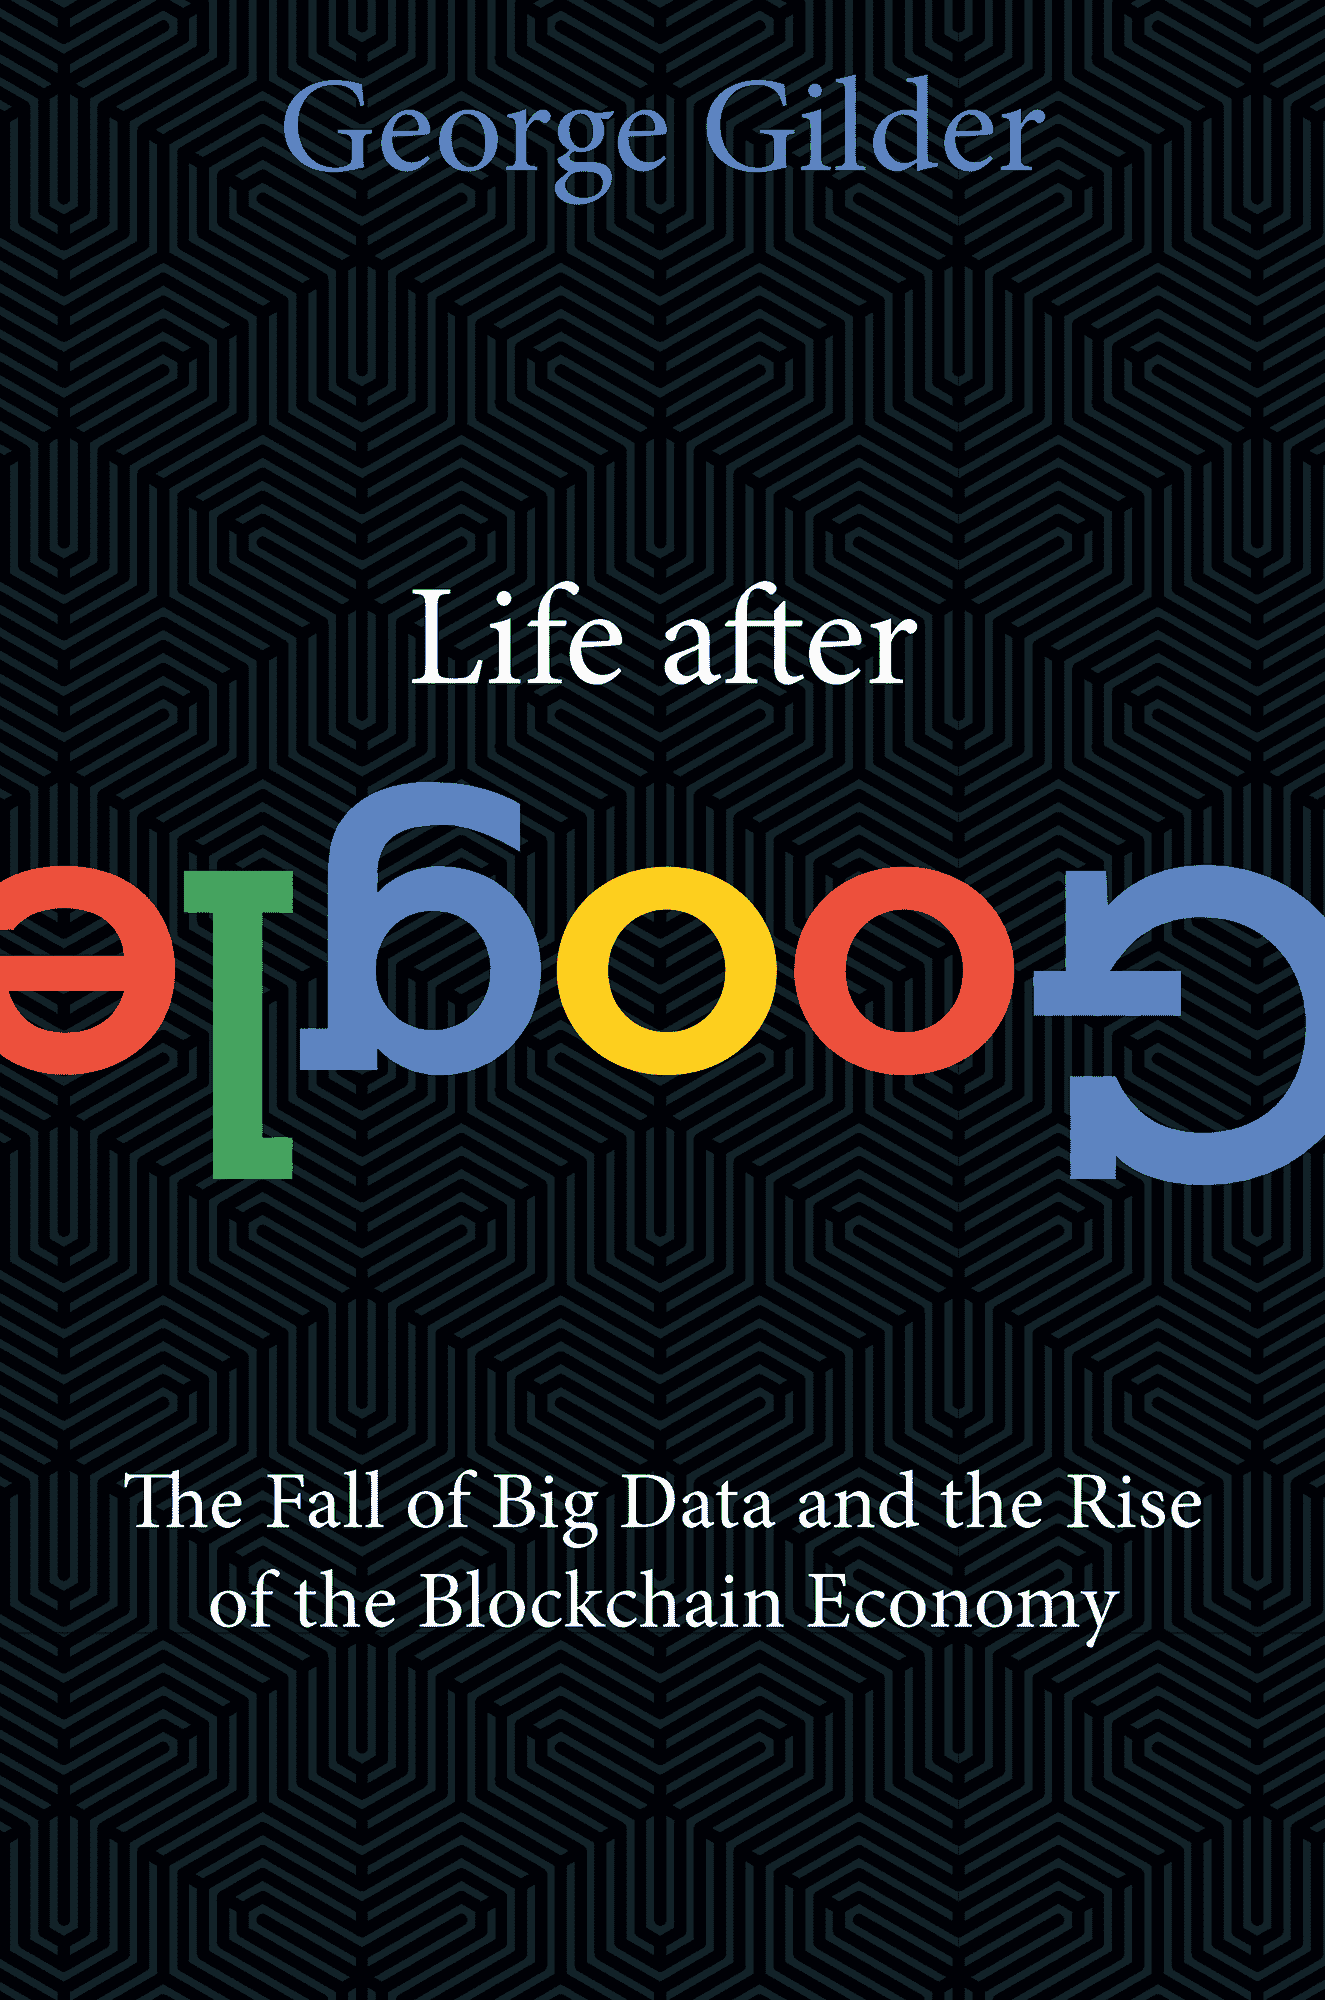 George Gilder
Life after
Google
The Fall of Big Data and the Rise
of the Blockchain Economy